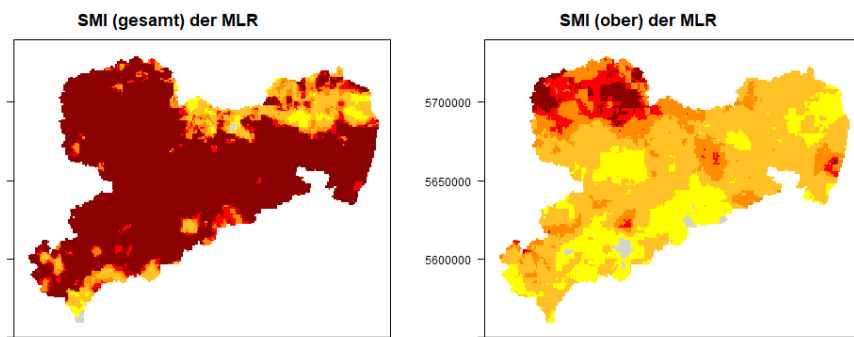 SMI (gesamt) der MLR
SMI (ober) der MLR
5700000
5650000
5600000